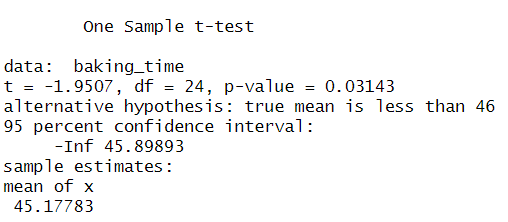 One Sample t-test
data:  baking_time
t = -1.9507, df = 24, p-value = 0.03143
alternative hypothesis: true mean is less than 46
95 percent confidence interval:
-Inf 45.89893
sample estimates:
mean of x
45.17783